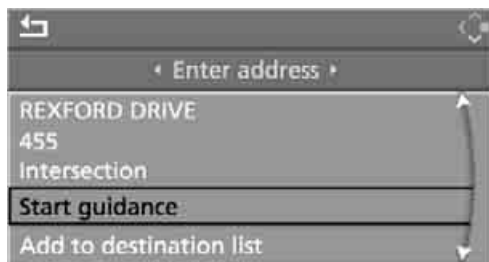 Enter address
REXFORD DRIVE
455
Intersection
Start guidance
Add to destination list